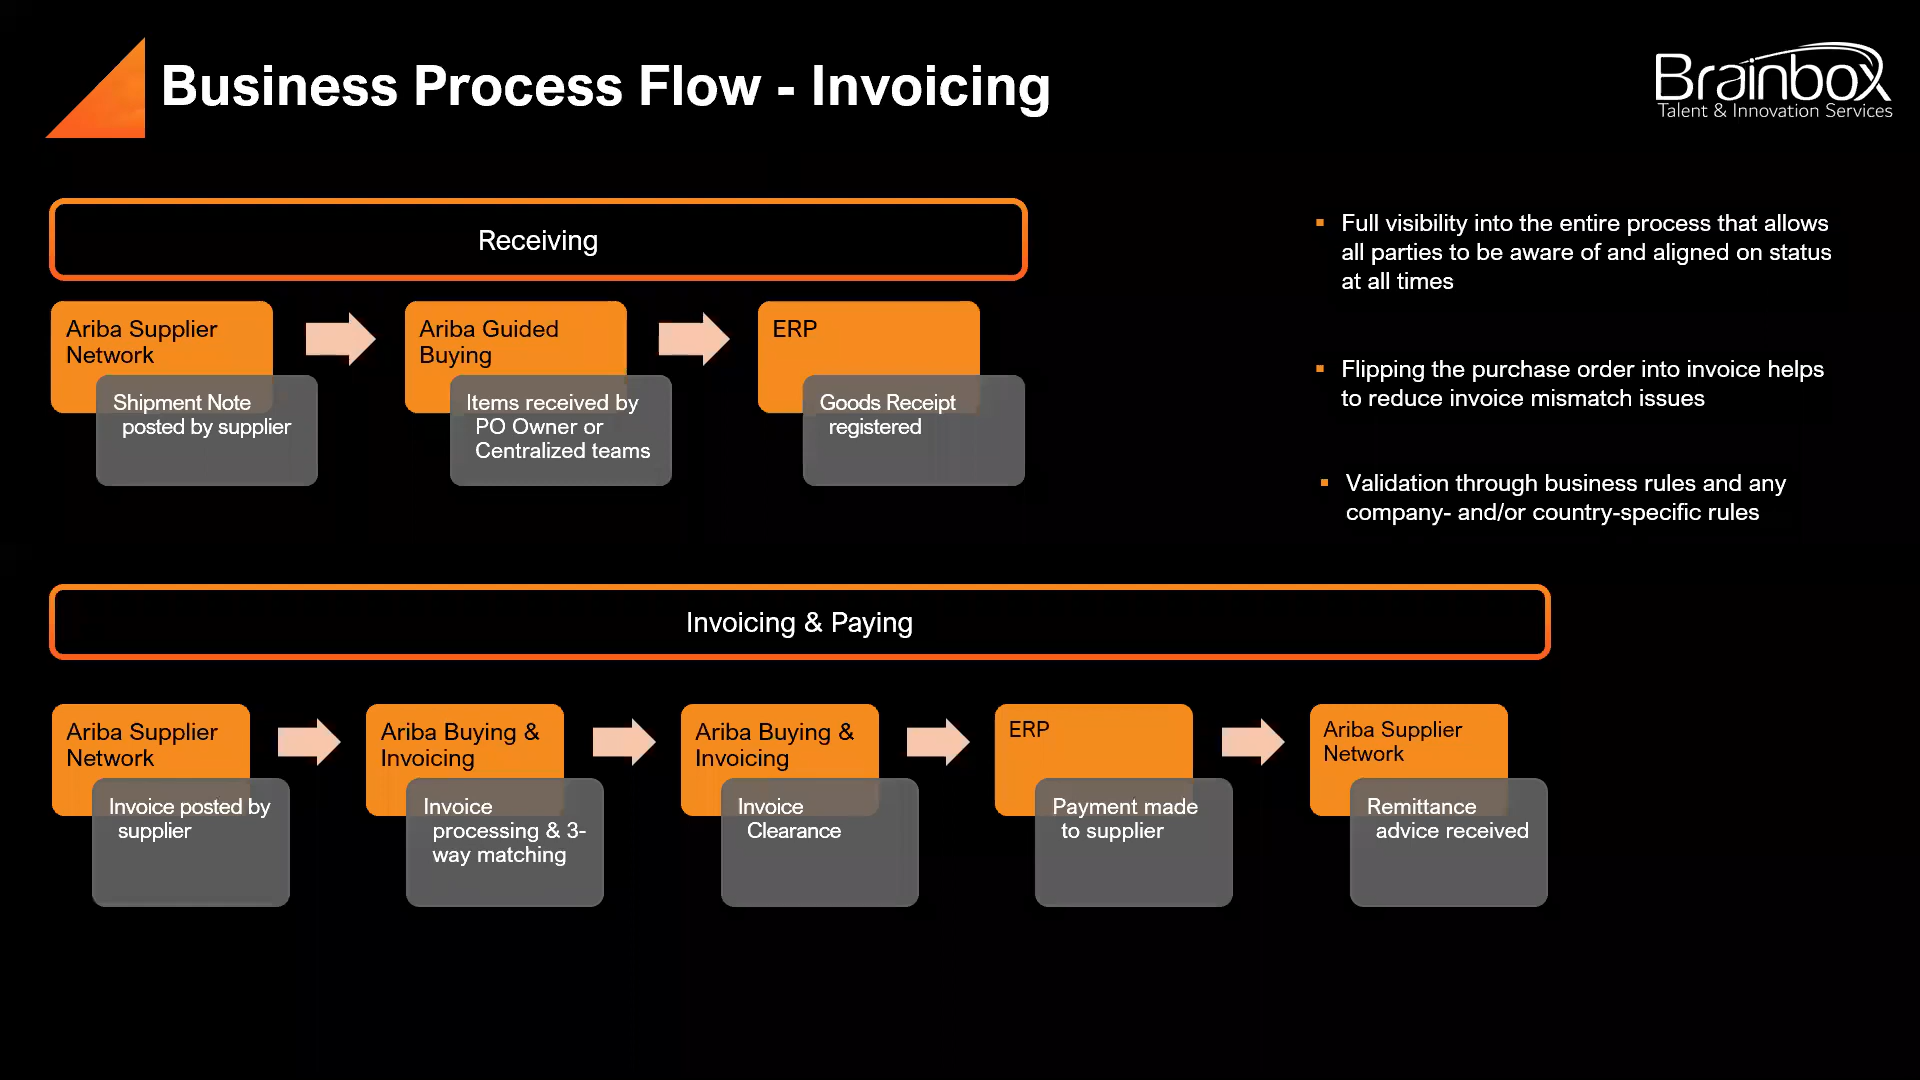 Business Process Flow - Invoicing
Brainbox
Talent & Innovation Services
Receiving
Ariba Supplier
Network
Shipment Note
posted by supplier
Ariba Guided
Buying
Items received by
PO Owner or
Centralized teams
ERP
Goods Receipt
registered
Full visibility into the entire process that allows
all parties to be aware of and aligned on status
at all times
Flipping the purchase order into invoice helps
to reduce invoice mismatch issues
Validation through business rules and any
company- and/or country-specific rules
Invoicing & Paying
Ariba Supplier
Network
Invoice posted by
supplier
Ariba Buying &
Invoicing
Invoice
processing & 3-
way matching
Ariba Buying &
Invoicing
Invoice
Clearance
ERP
Payment made
to supplier
Ariba Supplier
Network
Remittance
advice received